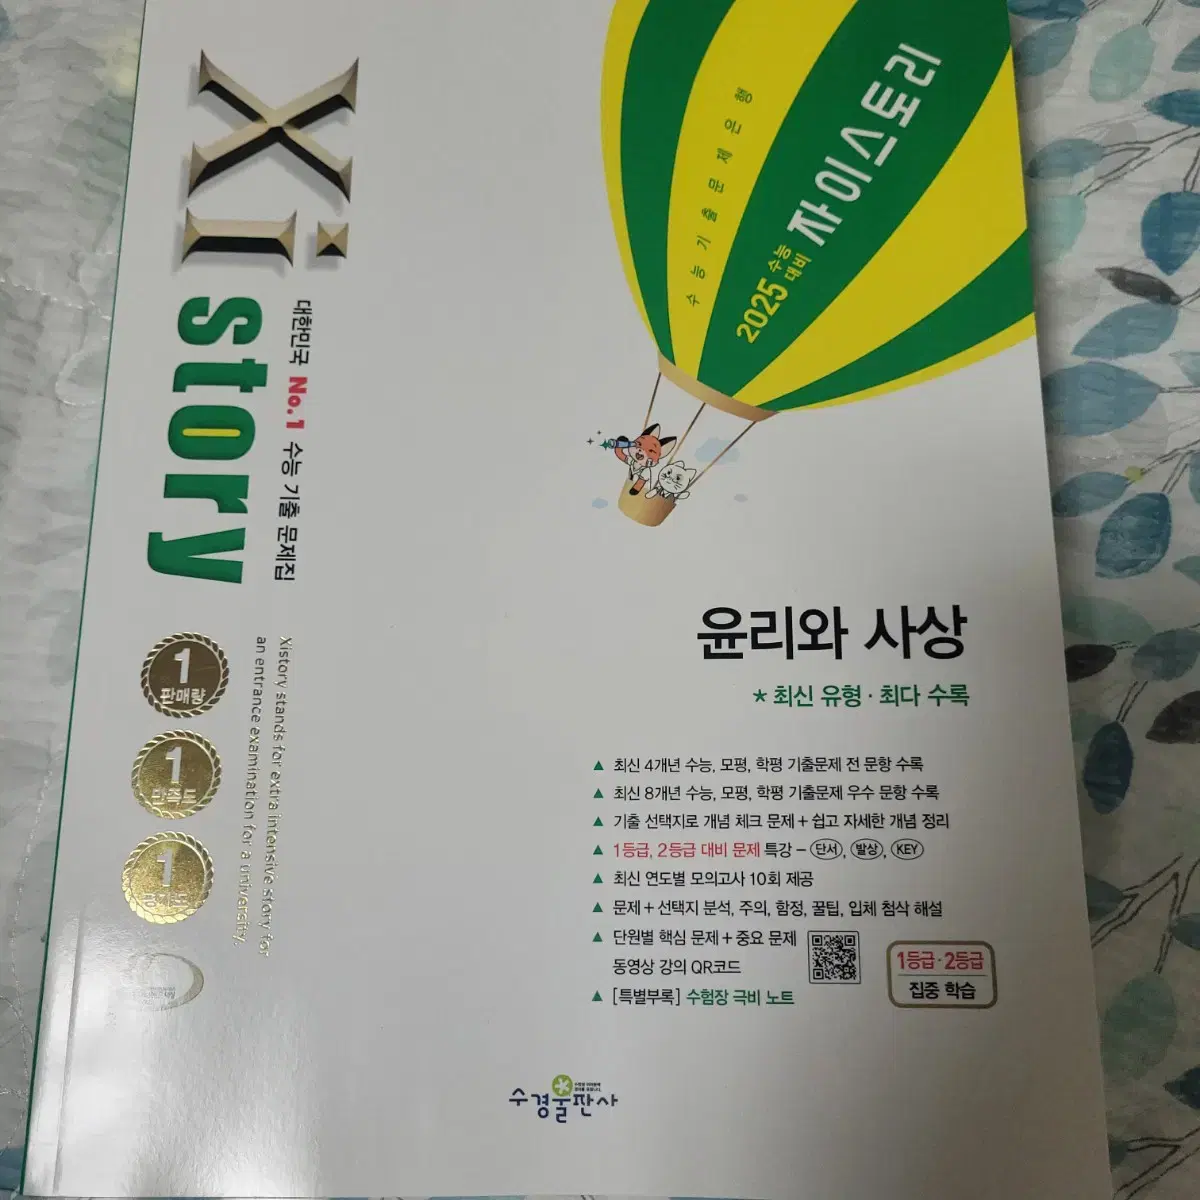 Xi
story
대한민국 No.1 수능 기출 문제집
Xistory stands for extra intensive story for
an entrance examination for a university.
1
판매량
1
만족도
1
수능기출문제은행
2025 수능 대비 자이스토리
윤리와 사상
★ 최신 유형·최다 수록
▲ 최신 4개년 수능, 모평, 학평 기출문제 전 문항 수록
▲ 최신 8개년 수능, 모평, 학평 기출문제 우수 문항 수록
▲ 기출 선택지로 개념 체크 문제 + 쉽고 자세한 개념 정리
▲ 1등급, 2등급 대비 문제 특강 – 단서, 발상, KEY
▲ 최신 연도별 모의고사 10회 제공
▲ 문제 + 선택지 분석, 주의, 함정, 꿀팁, 입체 첨삭 해설
▲ 단원별 핵심 문제 + 중요 문제
동영상 강의 QR코드
▲ [특별부록] 수험장 극비 노트
1등급·2등급
집중 학습
수경출판사